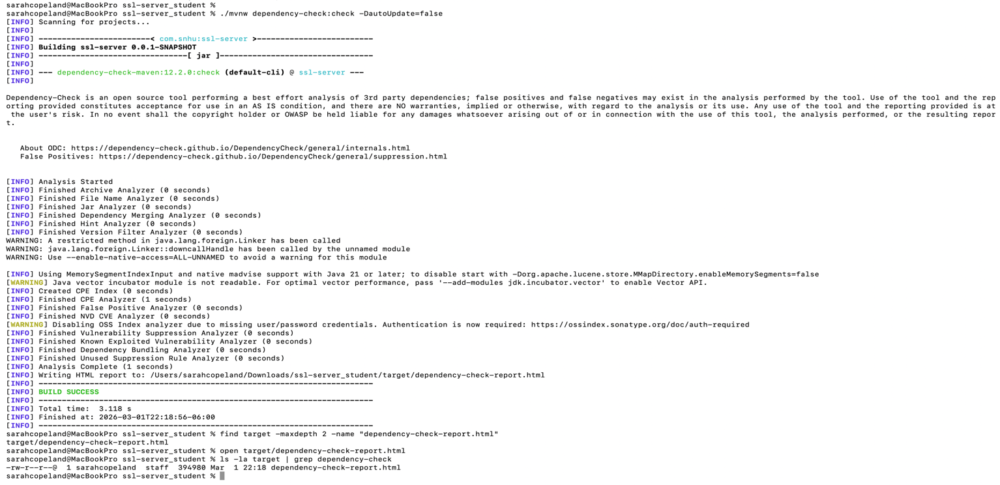 sarahcopeland@MacBookPro ssl-server_student %
sarahcopeland@MacBookPro ssl-server_student % ./mvnw dependency-check:check -DautoUpdate=false
[INFO] Scanning for projects...
[INFO]
[INFO] ------------------------< com.snhu:ssl-server >-------------------------
[INFO] Building ssl-server 0.0.1-SNAPSHOT
[INFO] --------------------------------[ jar ]---------------------------------
[INFO]
[INFO] --- dependency-check-maven:12.2.0:check (default-cli) @ ssl-server ---
[INFO]
Dependency-Check is an open source tool performing a best effort analysis of 3rd party dependencies; false positives and false negatives may exist in the analysis performed by the tool. Use of the tool and the rep
orting provided constitutes acceptance for use in an AS IS condition, and there are NO warranties, implied or otherwise, with regard to the analysis or its use. Any use of the tool and the reporting provided is at
 the user's risk. In no event shall the copyright holder or OWASP be held liable for any damages whatsoever arising out of or in connection with the use of this tool, the analysis performed, or the resulting repor
t.
   About ODC: https://dependency-check.github.io/DependencyCheck/general/internals.html
   False Positives: https://dependency-check.github.io/DependencyCheck/general/suppression.html
[INFO] Analysis Started
[INFO] Finished Archive Analyzer (0 seconds)
[INFO] Finished File Name Analyzer (0 seconds)
[INFO] Finished Jar Analyzer (0 seconds)
[INFO] Finished Dependency Merging Analyzer (0 seconds)
[INFO] Finished Hint Analyzer (0 seconds)
[INFO] Finished Version Filter Analyzer (0 seconds)
WARNING: A restricted method in java.lang.foreign.Linker has been called
WARNING: java.lang.foreign.Linker::downcallHandle has been called by the unnamed module
WARNING: Use --enable-native-access=ALL-UNNAMED to avoid a warning for this module
[INFO] Using MemorySegmentIndexInput and native madvise support with Java 21 or later; to disable start with -Dorg.apache.lucene.store.MMapDirectory.enableMemorySegments=false
[WARNING] Java vector incubator module is not readable. For optimal vector performance, pass '--add-modules jdk.incubator.vector' to enable Vector API.
[INFO] Created CPE Index (0 seconds)
[INFO] Finished CPE Analyzer (1 seconds)
[INFO] Finished False Positive Analyzer (0 seconds)
[INFO] Finished NVD CVE Analyzer (0 seconds)
[WARNING] Disabling OSS Index analyzer due to missing user/password credentials. Authentication is now required: https://ossindex.sonatype.org/doc/auth-required
[INFO] Finished Vulnerability Suppression Analyzer (0 seconds)
[INFO] Finished Known Exploited Vulnerability Analyzer (0 seconds)
[INFO] Finished Dependency Bundling Analyzer (0 seconds)
[INFO] Finished Unused Suppression Rule Analyzer (0 seconds)
[INFO] Analysis Complete (1 seconds)
[INFO] Writing HTML report to: /Users/sarahcopeland/Downloads/ssl-server_student/target/dependency-check-report.html
[INFO] ------------------------------------------------------------------------
[INFO] BUILD SUCCESS
[INFO] ------------------------------------------------------------------------
[INFO] Total time:  3.118 s
[INFO] Finished at: 2026-03-01T22:18:56-06:00
[INFO] ------------------------------------------------------------------------
sarahcopeland@MacBookPro ssl-server_student % find target -maxdepth 2 -name "dependency-check-report.html"
target/dependency-check-report.html
sarahcopeland@MacBookPro ssl-server_student % open target/dependency-check-report.html
sarahcopeland@MacBookPro ssl-server_student % ls -la target | grep dependency-check
-rw-r--r--@  1 sarahcopeland  staff  394980 Mar  1 22:18 dependency-check-report.html
sarahcopeland@MacBookPro ssl-server_student %